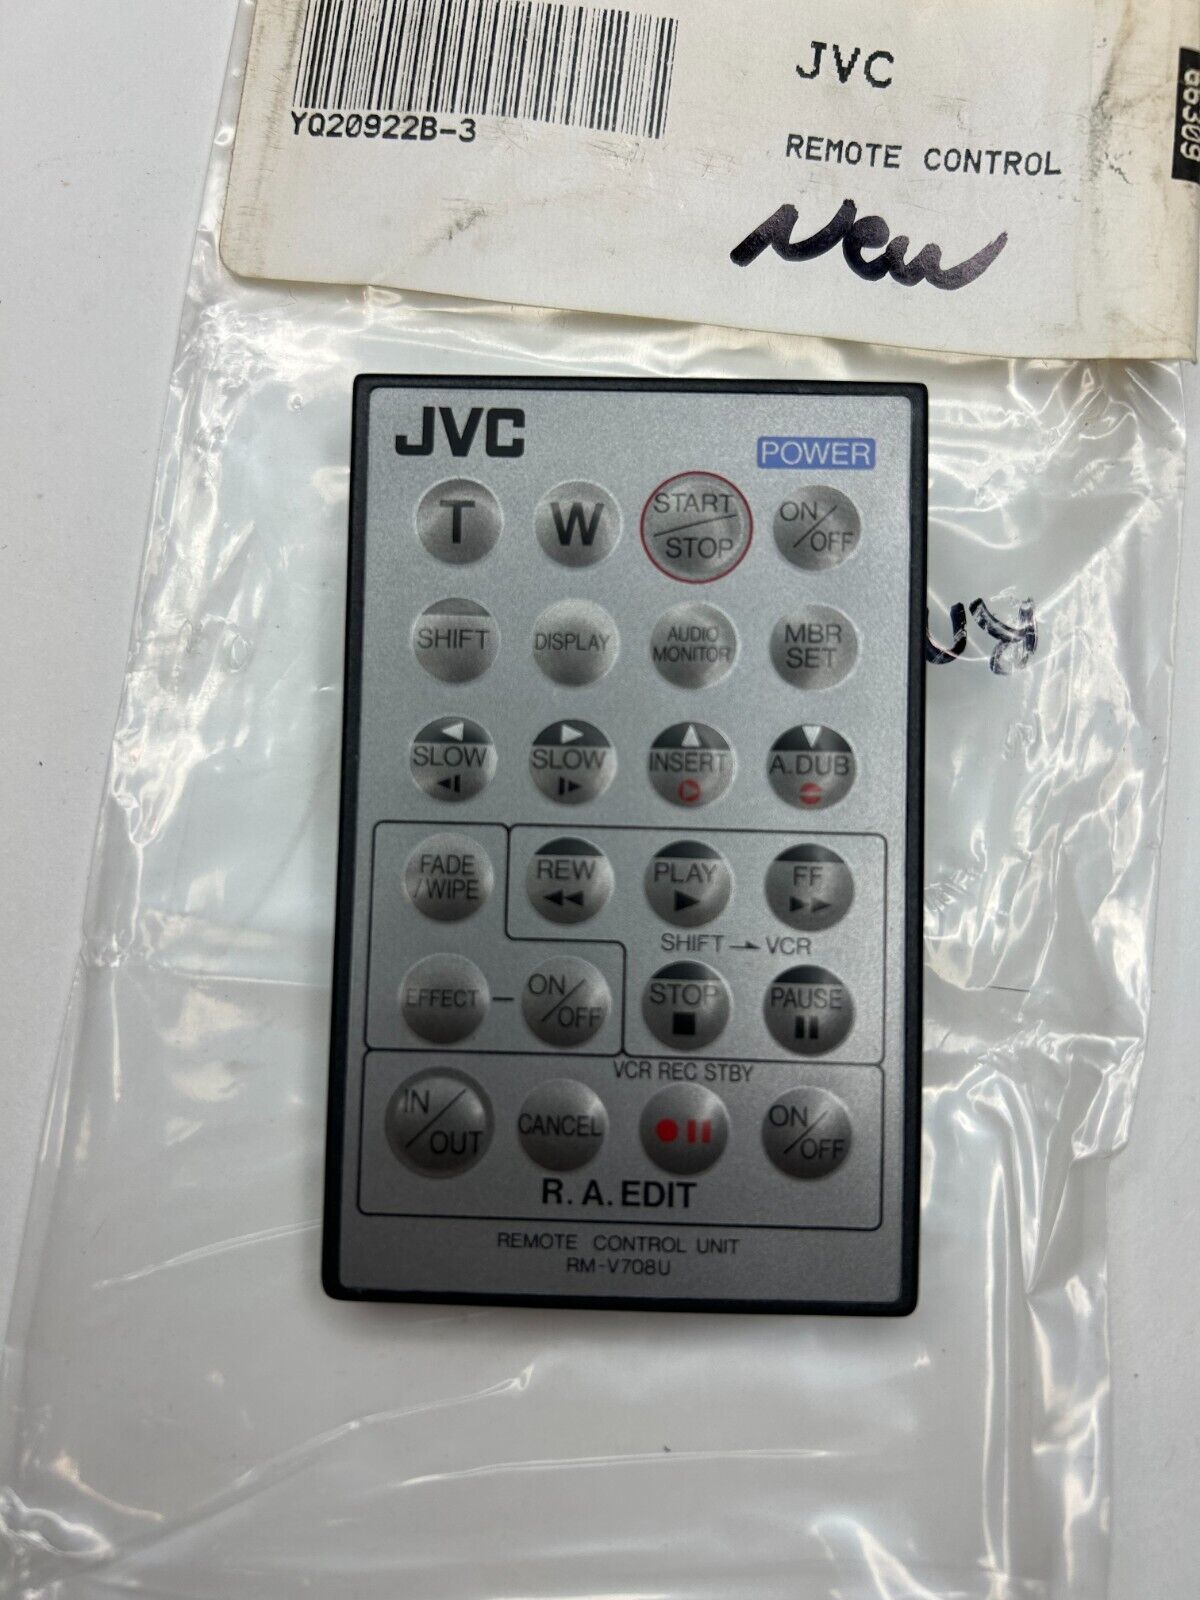 YQ20922B-3
JVC
REMOTE CONTROL
New
66309
JVC
POWER
T W START/STOP ON/OFF
SHIFT DISPLAY AUDIO MONITOR MBR SET
SLOW SLOW INSERT A.DUB
FADE/WIPE REW PLAY FF
SHIFT → VCR
EFFECT – ON/OFF STOP PAUSE
VCR REC STBY
IN/OUT CANCEL ON/OFF
R. A. EDIT
REMOTE CONTROL UNIT
RM-V708U